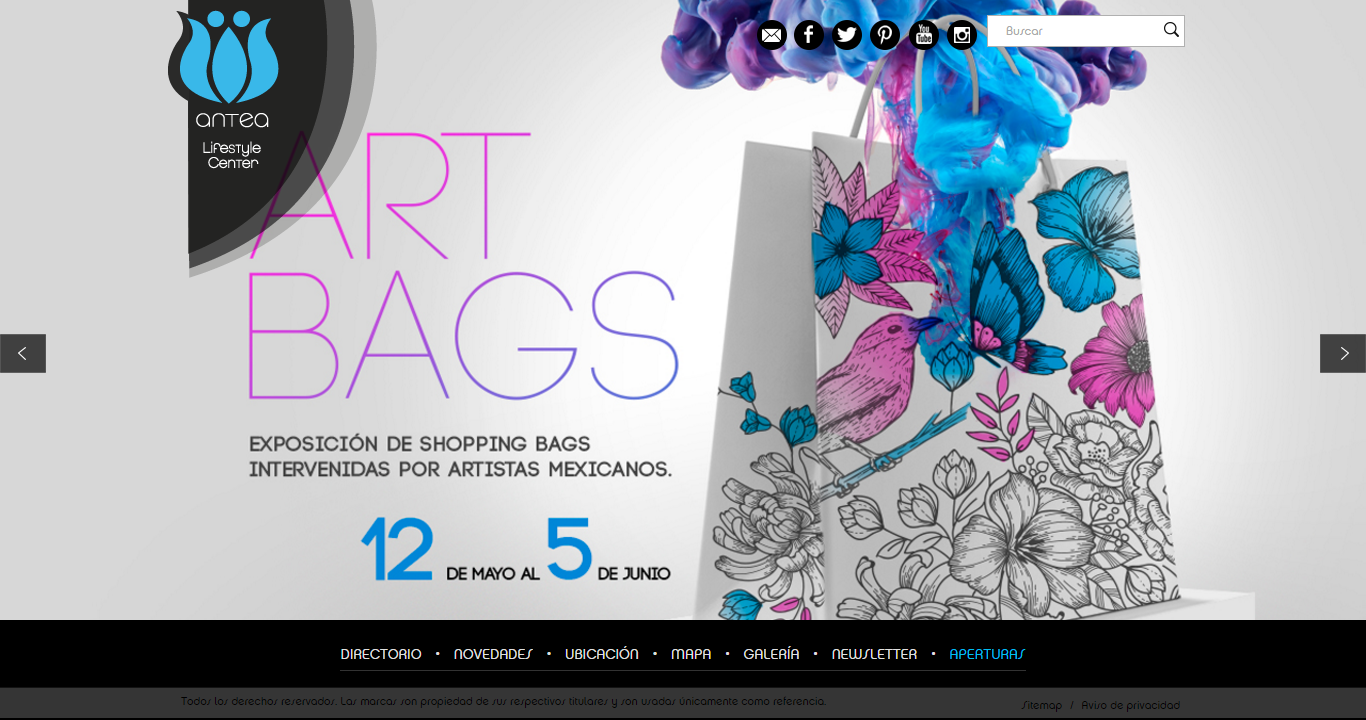 antea
Lifestyle
Center
You
Tube
Buscar
ART
BAGS
EXPOSICIÓN DE SHOPPING BAGS
INTERVENIDAS POR ARTISTAS MEXICANOS.
12 DE MAYO AL 5 DE JUNIO
DIRECTORIO • NOVEDADES • UBICACIÓN • MAPA • GALERÍA • NEWSLETTER • APERTURAS
Todos los derechos reservados. Las marcas son propiedad de sus respectivos titulares y son usadas únicamente como referencia.
Sitemap / Aviso de privacidad